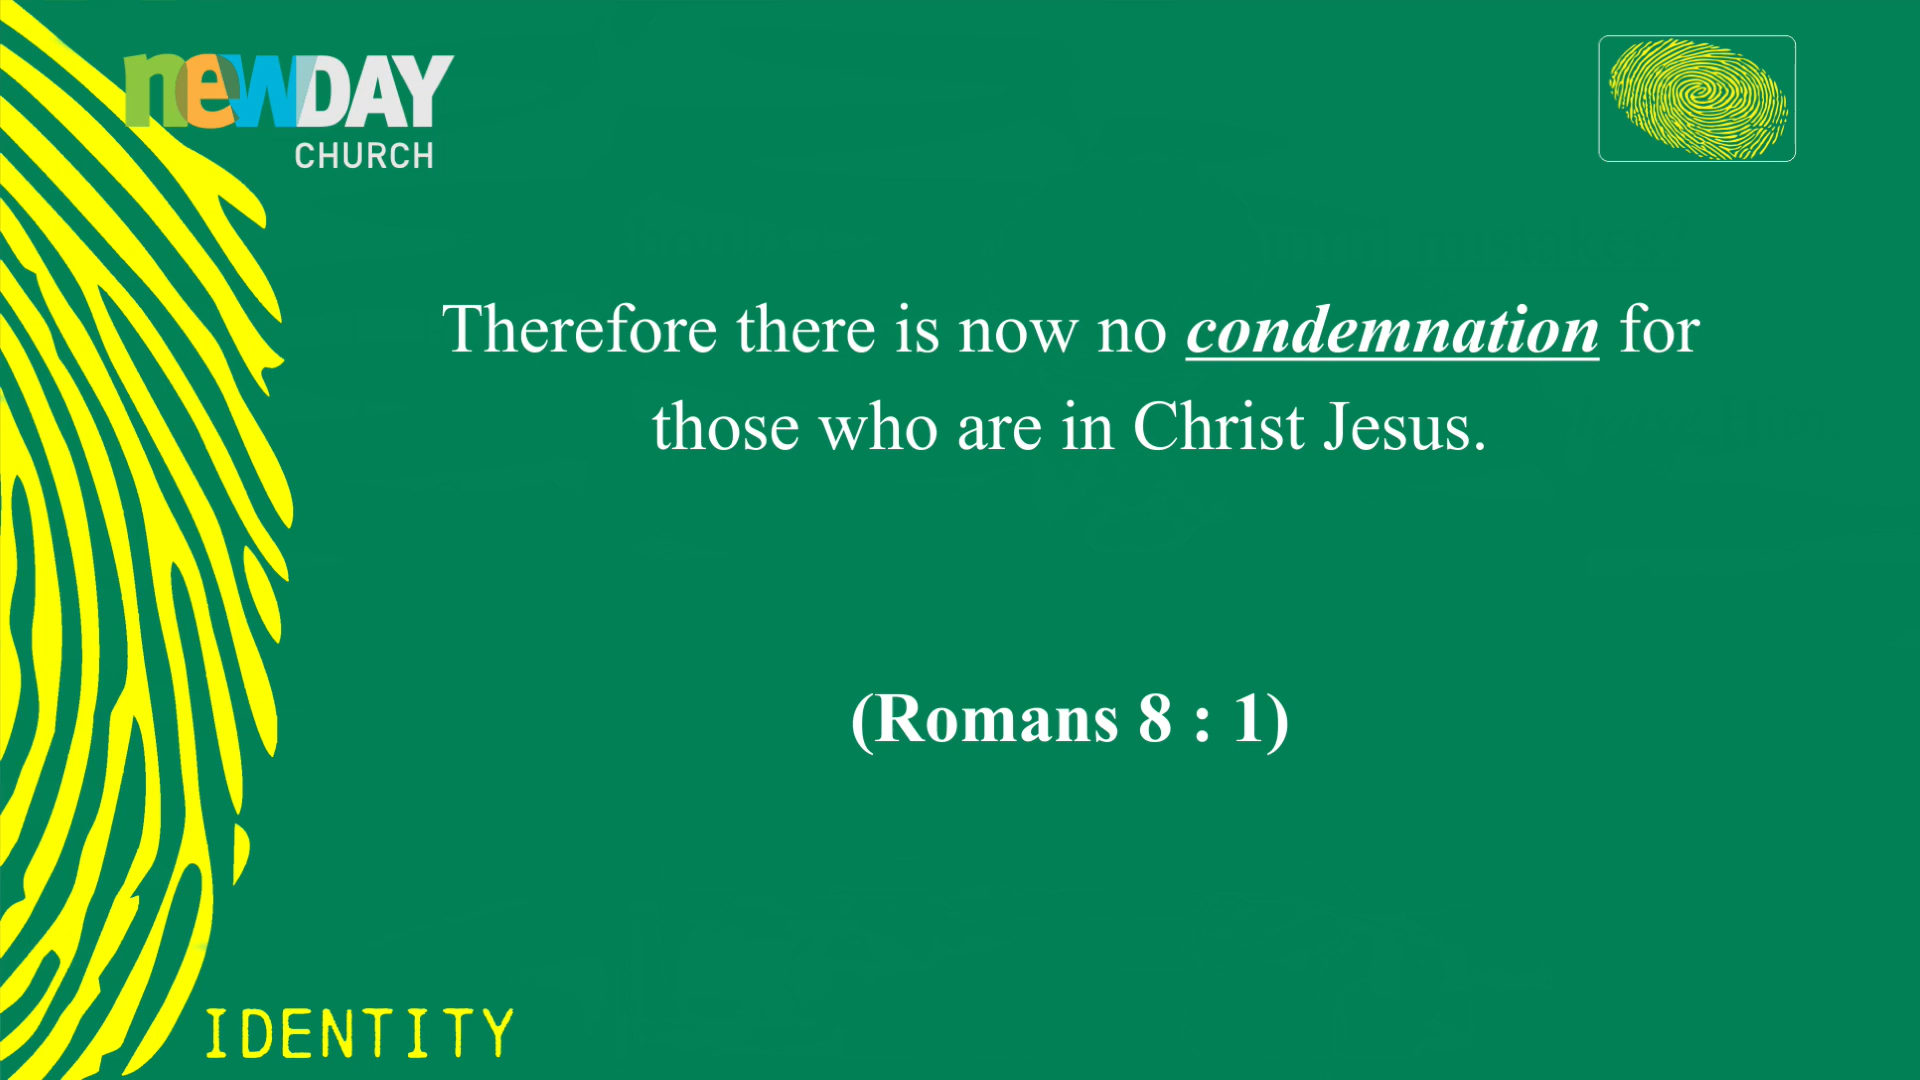 newDAY
CHURCH
Therefore there is now no condemnation for
those who are in Christ Jesus.
(Romans 8 : 1)
IDENTITY